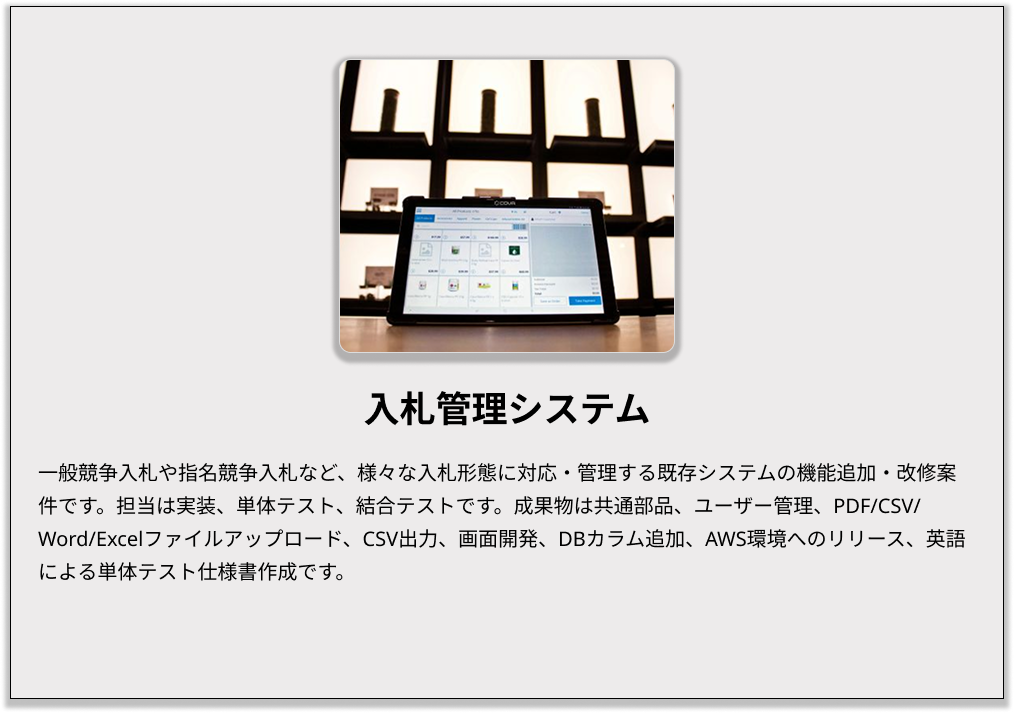 COVA
入札管理システム
一般競争入札や指名競争入札など、様々な入札形態に対応・管理する既存システムの機能追加・改修案
件です。担当は実装、単体テスト、結合テストです。成果物は共通部品、ユーザー管理、PDF/CSV/
Word/Excelファイルアップロード、CSV出力、画面開発、DBカラム追加、AWS環境へのリリース、英語
による単体テスト仕様書作成です。